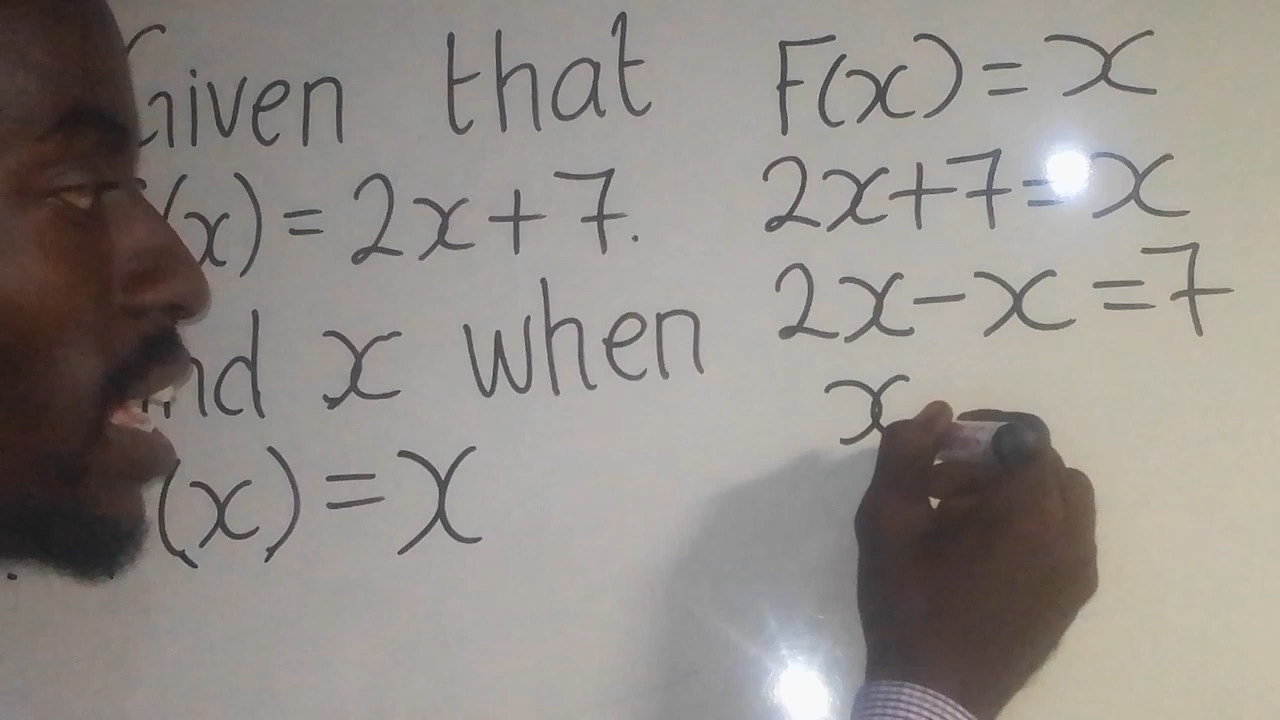 Given that
(x) = 2x + 7.
nd x when
(x) = x
F(x) = x
2x + 7 = x
2x - x = 7
x